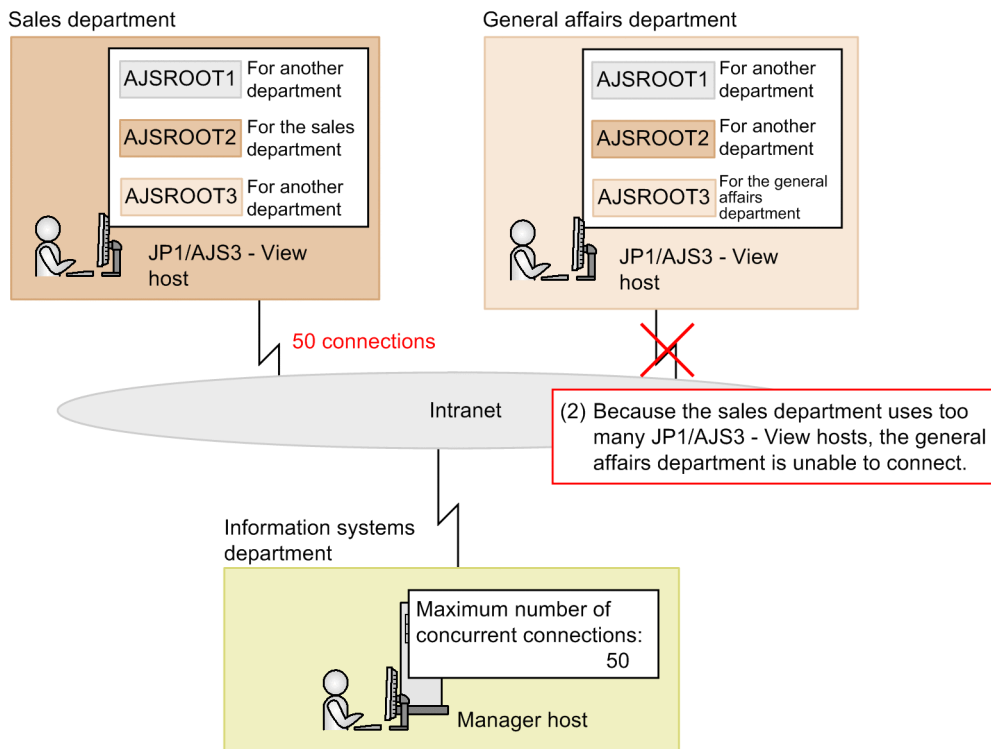 Sales department
AJSROOT1
For another
department
AJSROOT2
For the sales
department
AJSROOT3
For another
department
JP1/AJS3 - View
host
General affairs department
AJSROOT1
For another
department
AJSROOT2
For another
department
AJSROOT3
For the general
affairs
department
JP1/AJS3 - View
host
50 connections
Intranet
(2) Because the sales department uses too
many JP1/AJS3 - View hosts, the general
affairs department is unable to connect.
Information systems
department
Maximum number of
concurrent connections:
50
Manager host